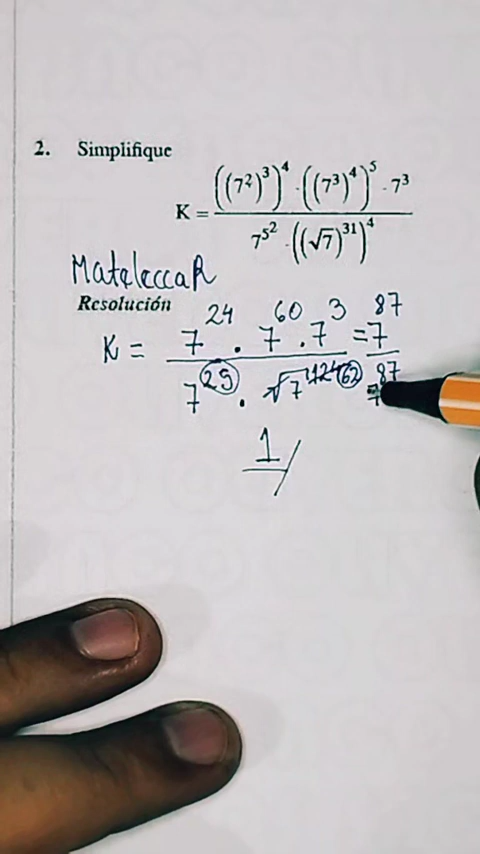 2. Simplifique
K = ((7²)³)⁴ · ((7³)⁴)⁵ · 7³ / 7^5² · ((√7)³¹)⁴
MateleccaR
Resolución
K = 7²⁴ · 7⁶⁰ · 7³ / 7²⁵ · √7¹²⁴ ⁶² = 7⁸⁷ / 7⁸⁷
1//